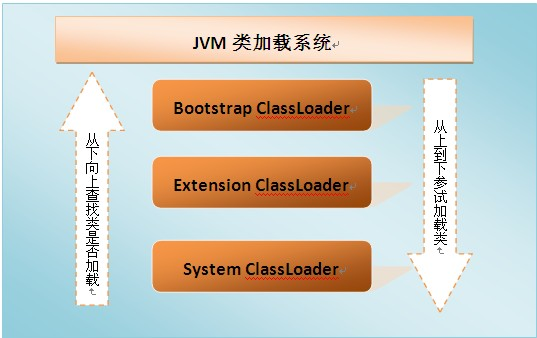 JVM 类加载系统
从下向上查找类是否加载
Bootstrap ClassLoader
Extension ClassLoader
System ClassLoader
从上到下参试加载类